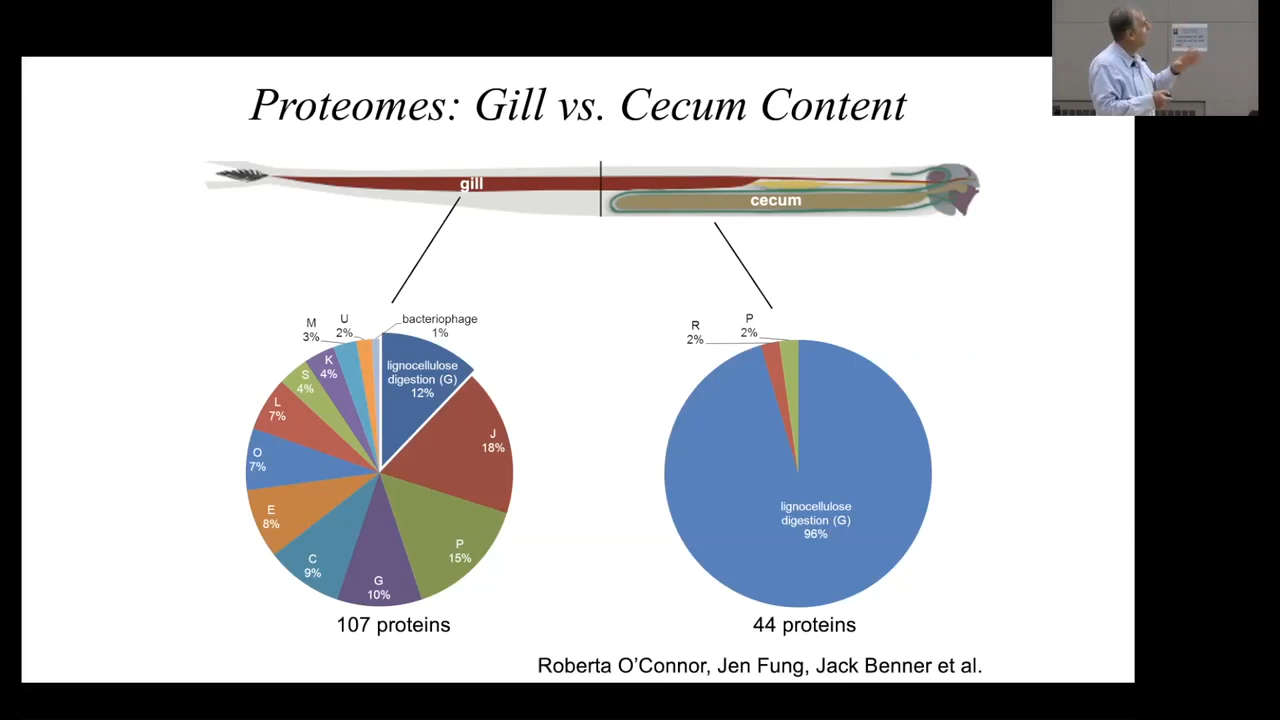 Proteomes: Gill vs. Cecum Content
gill
cecum
M
3%
U
2%
bacteriophage
1%
K
4%
S
4%
L
7%
O
7%
E
8%
C
9%
G
10%
P
15%
J
18%
lignocellulose
digestion (G)
12%
107 proteins
R
2%
P
2%
lignocellulose
digestion (G)
96%
44 proteins
Roberta O’Connor, Jen Fung, Jack Benner et al.